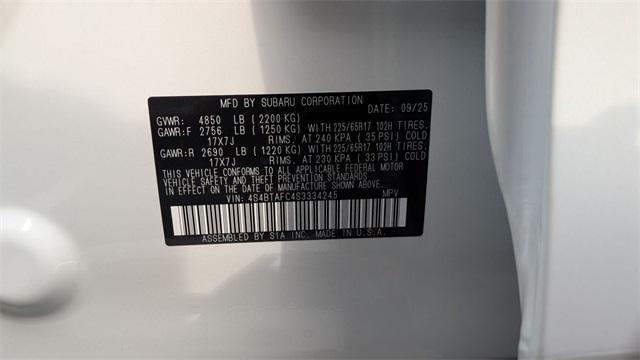 MFD BY SUBARU CORPORATION DATE: 09/25
GVWR: 4850 LB (2200 KG)
GAWR:F 2756 LB (1250 KG) WITH 225/65R17 102H TIRES,
17X7J RIMS, AT 240 KPA (35 PSI) COLD
GAWR:R 2690 LB (1220 KG) WITH 225/65R17 102H TIRES,
17X7J RIMS, AT 230 KPA (33 PSI) COLD
THIS VEHICLE CONFORMS TO ALL APPLICABLE FEDERAL MOTOR
VEHICLE SAFETY AND THEFT PREVENTION STANDARDS
IN EFFECT ON THE DATE OF MANUFACTURE SHOWN ABOVE.
VIN: 4S4BTAFC4S3334245 MPV
ASSEMBLED BY SIA INC. MADE IN U.S.A.